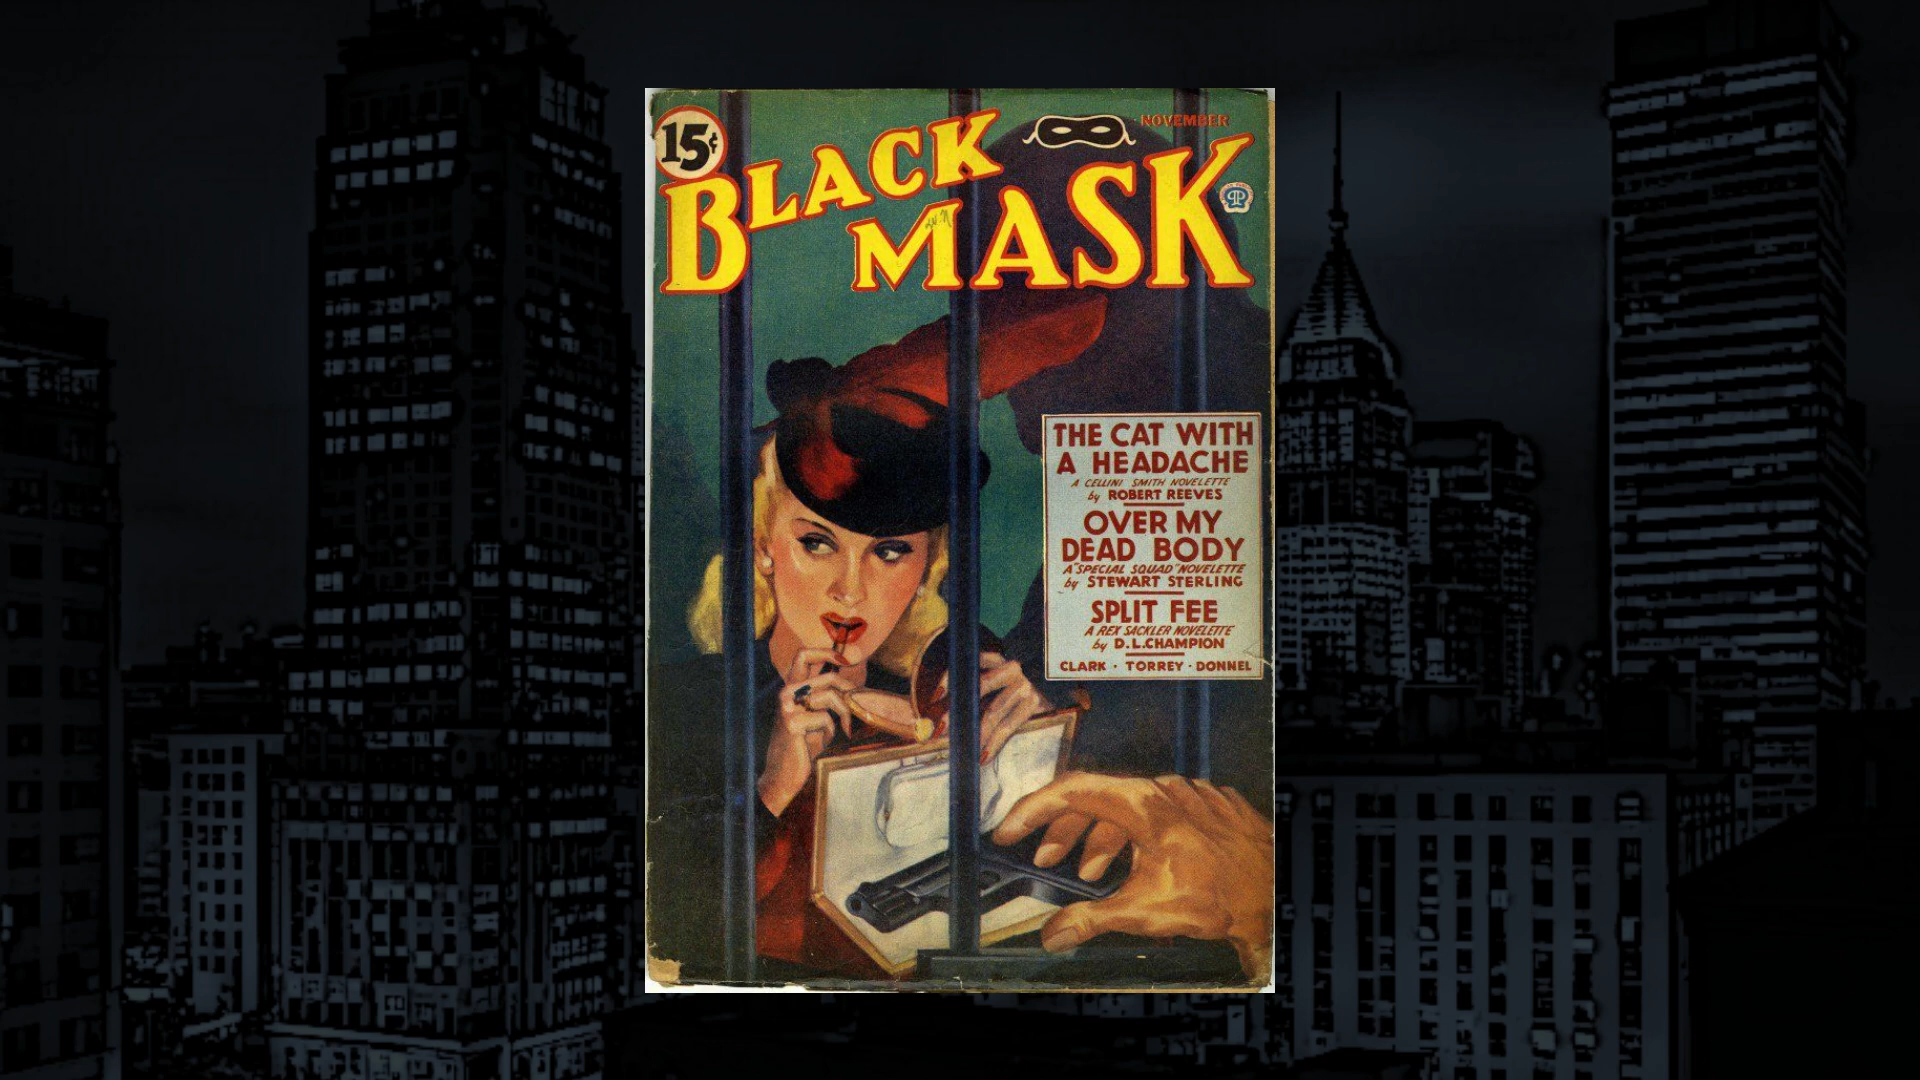 15¢
NOVEMBER
BLACK
MASK
THE CAT WITH
A HEADACHE
A CELLINI SMITH NOVELETTE
by ROBERT REEVES
OVER MY
DEAD BODY
A "SPECIAL SQUAD" NOVELETTE
by STEWART STERLING
SPLIT FEE
A REX SACKLER NOVELETTE
by D.L.CHAMPION
CLARK · TORREY · DONNEL